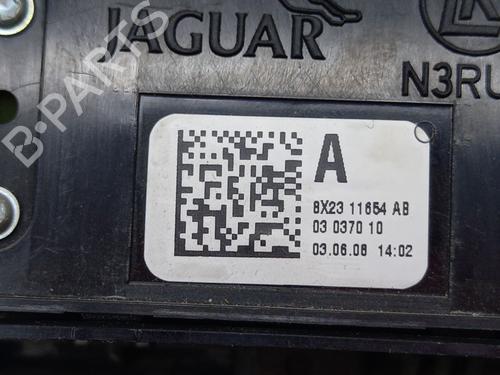 JAGUAR
N3RU
B-PARTS
A
8X23 11654 AB
03 0370 10
03.06.08 14:02